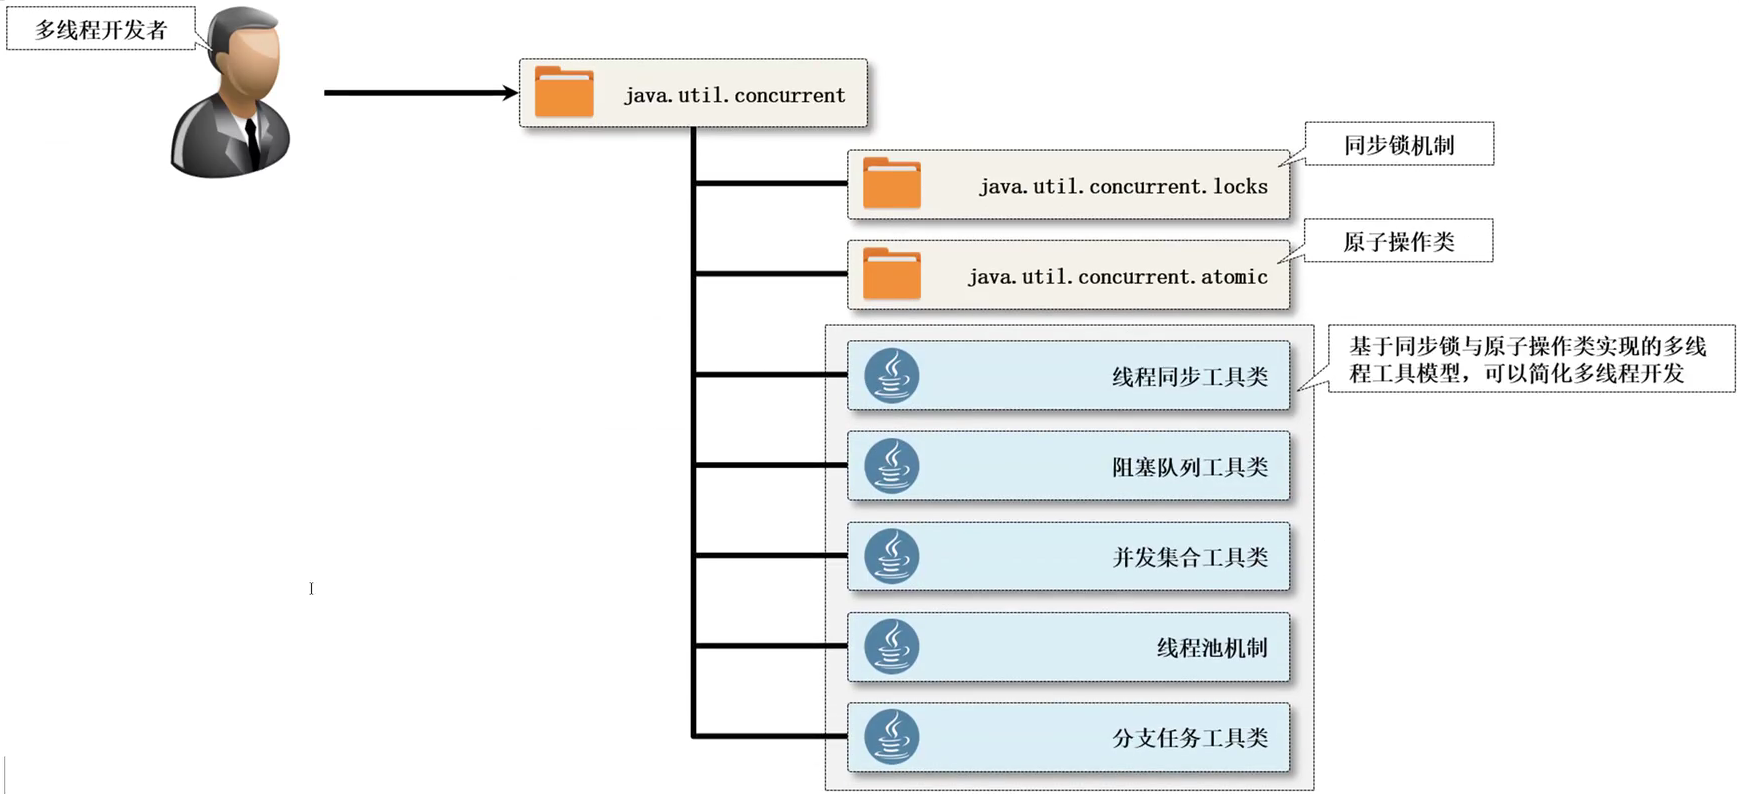 多线程开发者
java.util.concurrent
同步锁机制
java.util.concurrent.locks
原子操作类
java.util.concurrent.atomic
基于同步锁与原子操作类实现的多线
程工具模型，可以简化多线程开发
线程同步工具类
阻塞队列工具类
并发集合工具类
线程池机制
分支任务工具类